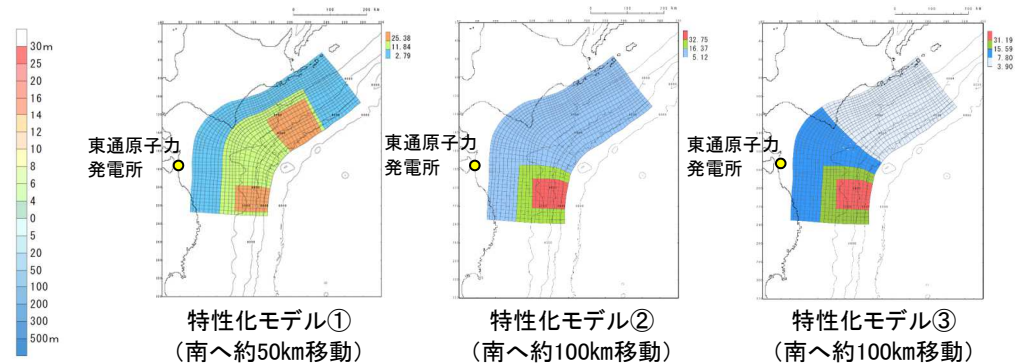 30m
25
20
16
14
12
10
8
6
4
0
5
20
50
100
200
300
500m
25.38
11.84
2.79
東通原子力
発電所
特性化モデル①
（南へ約50km移動）
32.75
16.37
5.12
東通原子力
発電所
特性化モデル②
（南へ約100km移動）
31.19
15.59
7.80
3.90
東通原子力
発電所
特性化モデル③
（南へ約100km移動）